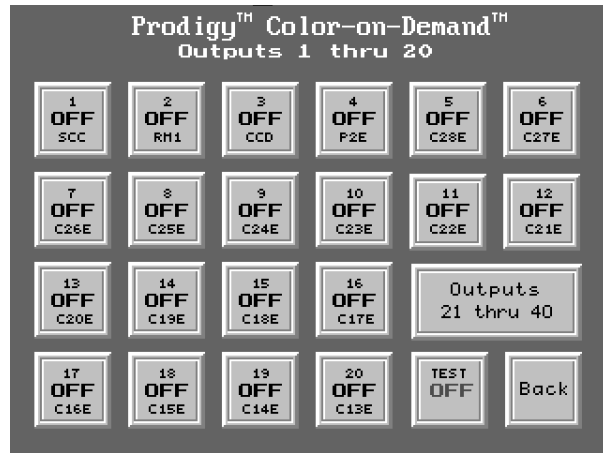 Prodigy™ Color-on-Demand™
Outputs 1 thru 20
1 2 3 4 5 6
OFF OFF OFF OFF OFF OFF
SCC RM1 CCD P2E C28E C27E
7 8 9 10 11 12
OFF OFF OFF OFF OFF OFF
C26E C25E C24E C23E C22E C21E
13 14 15 16
OFF OFF OFF OFF
C20E C19E C18E C17E
Outputs
21 thru 40
17 18 19 20 TEST
OFF OFF OFF OFF OFF
C16E C15E C14E C13E
Back